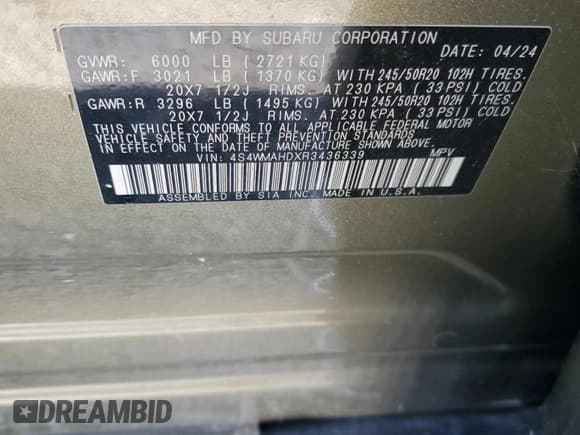 MFD BY SUBARU CORPORATION
DATE: 04/24
GVWR: 6000 LB ( 2721 KG)
GAWR:F 3021 LB ( 1370 KG) WITH 245/50R20 102H TIRES.
20X7 1/2J RIMS. AT 230 KPA ( 33 PSI) COLD
GAWR:R 3296 LB ( 1495 KG) WITH 245/50R20 102H TIRES.
20X7 1/2J RIMS. AT 230 KPA ( 33 PSI) COLD
THIS VEHICLE CONFORMS TO ALL APPLICABLE FEDERAL MOTOR
VEHICLE SAFETY AND THEFT PREVENTION STANDARDS
IN EFFECT ON THE DATE OF MANUFACTURE SHOWN ABOVE.
VIN: 4S4WMAHDXR3436339 MPV
ASSEMBLED BY SIA INC. MADE IN U.S.A.
DREAMBID